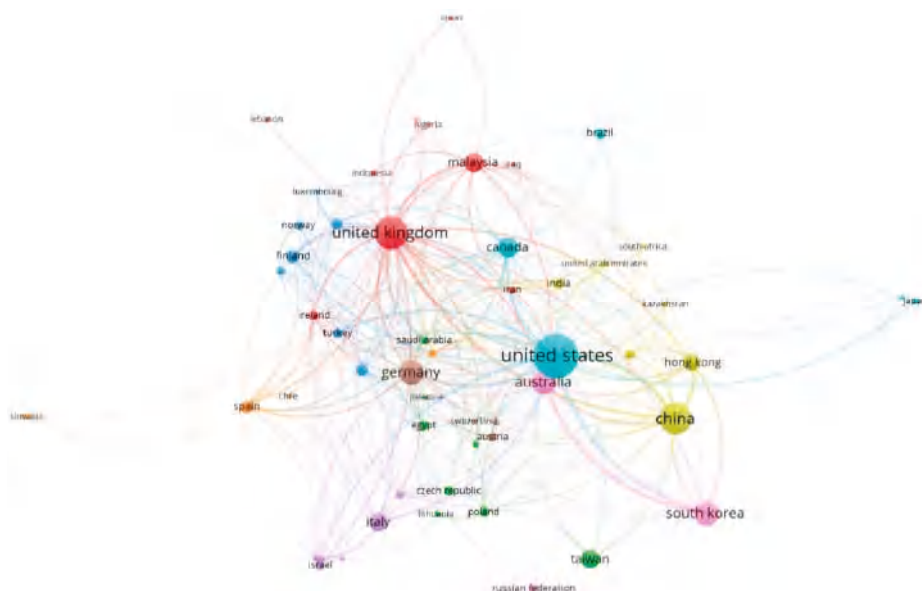 lebanon
nigeria
brazil
malaysia
iraq
indonesia
luxembourg
norway
united kingdom
finland
canada
south africa
united arab emirates
iran
india
kazakhstan
ireland
turkey
saudi arabia
united states
hong kong
germany
australia
chile
spain
china
egypt
switzerland
austria
czech republic
lithuania
poland
italy
south korea
israel
taiwan
russian federation